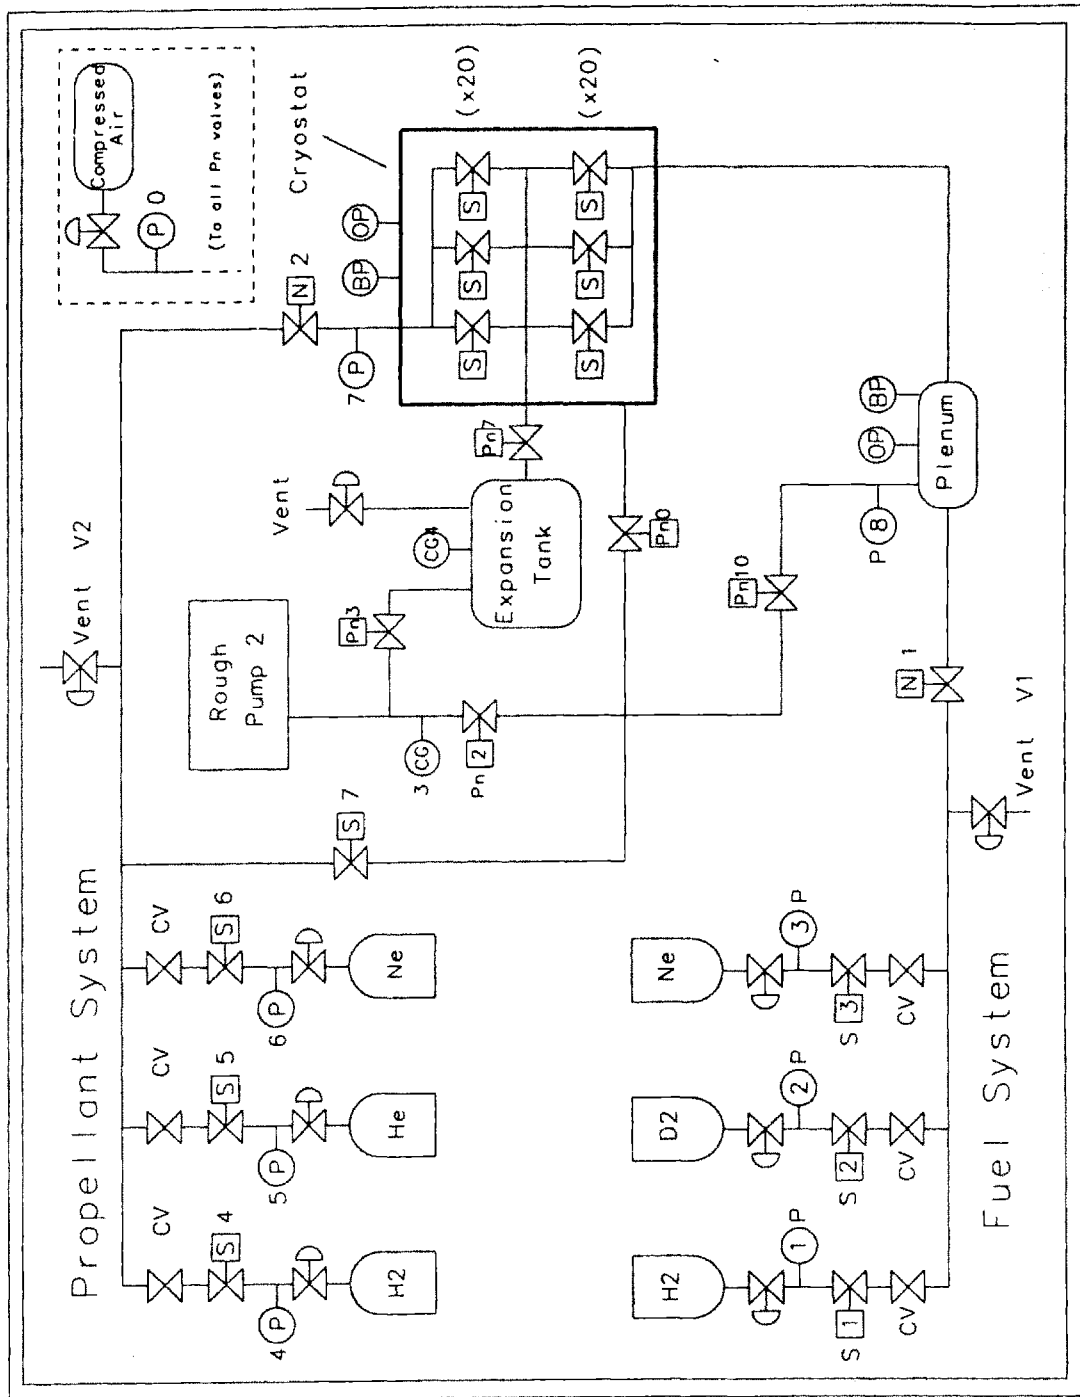 Propellant System
Fuel System
H2
P
4
S
4
CV
He
P
5
S
5
CV
Ne
P
6
S
6
CV
S
7
Vent V2
Rough
Pump 2
CG
3
Pn
2
Pn
3
CG
4
Vent
Expansion
Tank
Pn
7
Pn
0
N
2
P
7
BP
OP
Cryostat
S
S
S
(x20)
S
S
S
(x20)
Compressed
Air
P
0
(To all Pn valves)
H2
1
P
S
1
CV
D2
2
P
S
2
CV
Ne
3
P
S
3
CV
Vent V1
N
1
Pn
10
P
8
OP
BP
Plenum